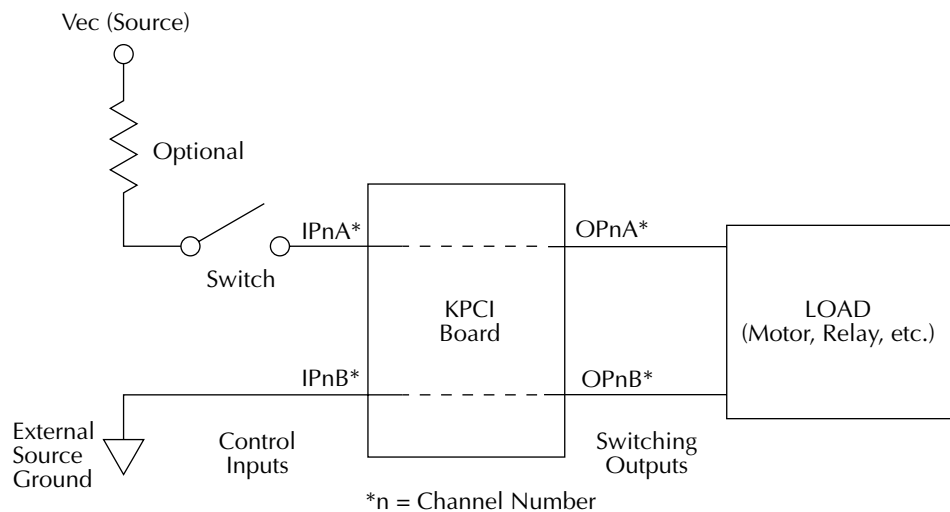 Vec (Source)
Optional
IPnA*
OPnA*
Switch
KPCI
Board
LOAD
(Motor, Relay, etc.)
IPnB*
OPnB*
External
Source
Ground
Control
Inputs
Switching
Outputs
*n = Channel Number